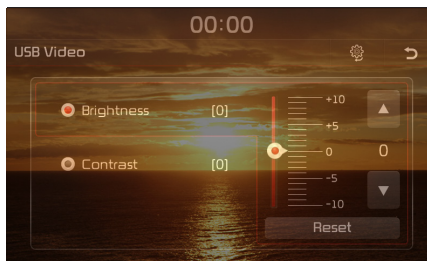 00:00
USB Video
Brightness [0]
Contrast [0]
+10
+5
0
-5
-10
0
Reset